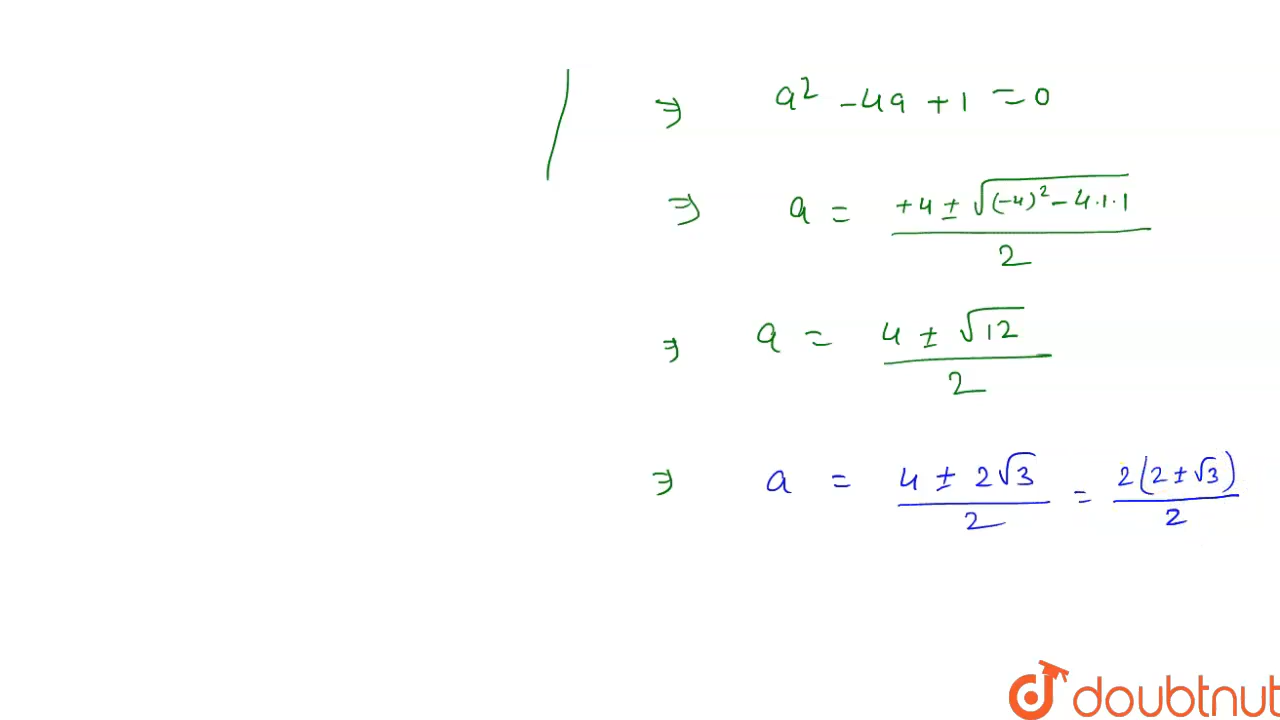 ⇒ a² - 4a + 1 = 0
⇒ a = (+4 ± √((-4)² - 4.1.1)) / 2
⇒ a = (4 ± √12) / 2
⇒ a = (4 ± 2√3) / 2 = 2(2 ± √3) / 2
doubtnut